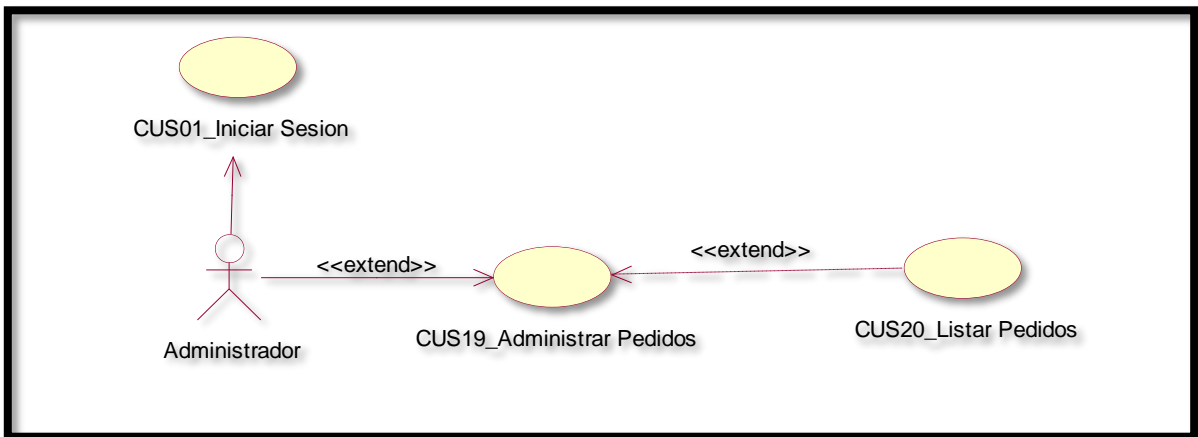 CUS01_Iniciar Sesion
<<extend>>
<<extend>>
Administrador
CUS19_Administrar Pedidos
CUS20_Listar Pedidos